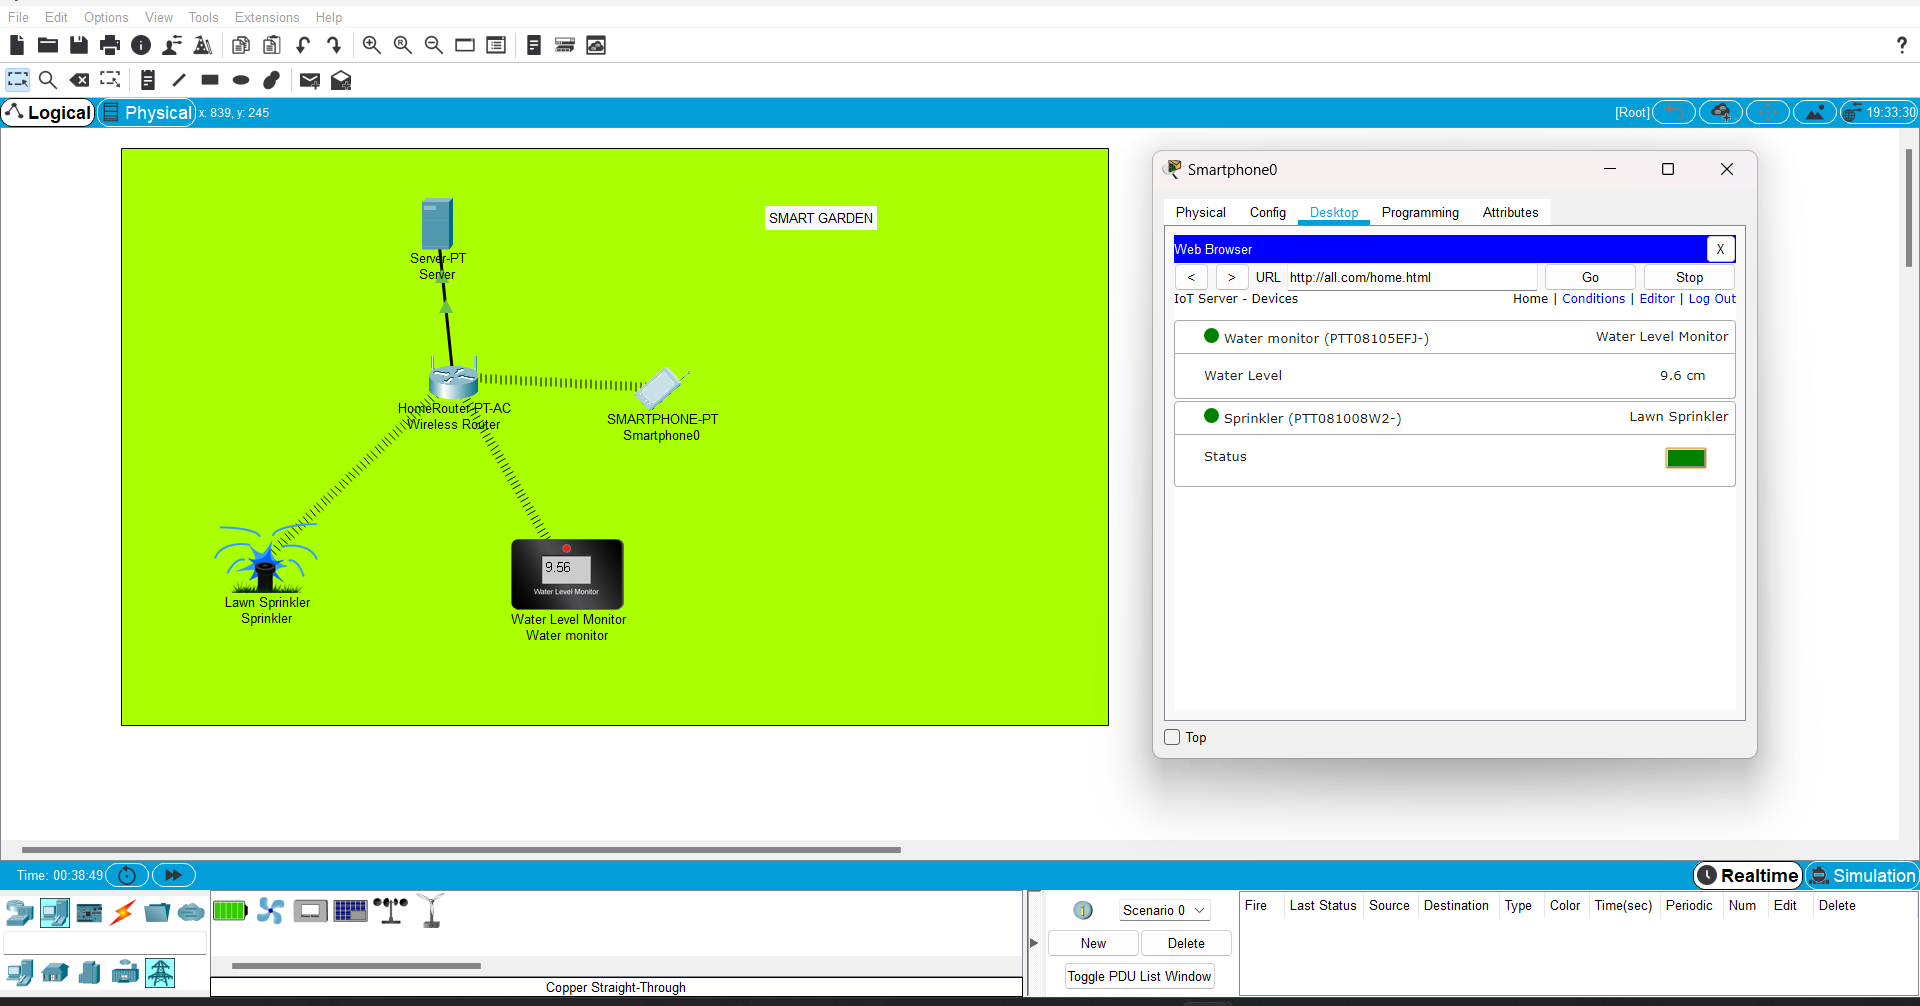 File Edit Options View Tools Extensions Help
?
Logical Physical x: 839, y: 245 [Root] 19:33:30
SMART GARDEN
Server-PT
Server
HomeRouter-PT-AC
Wireless Router
SMARTPHONE-PT
Smartphone0
Lawn Sprinkler
Sprinkler
9.56
Water Level Monitor
Water Level Monitor
Water monitor
Smartphone0
Physical Config Desktop Programming Attributes
Web Browser X
< > URL http://all.com/home.html Go Stop
IoT Server - Devices Home | Conditions | Editor | Log Out
Water monitor (PTT08105EFJ-) Water Level Monitor
Water Level 9.6 cm
Sprinkler (PTT081008W2-) Lawn Sprinkler
Status
Top
Time: 00:38:49 Realtime Simulation
Scenario 0
New Delete
Toggle PDU List Window
Fire Last Status Source Destination Type Color Time(sec) Periodic Num Edit Delete
Copper Straight-Through